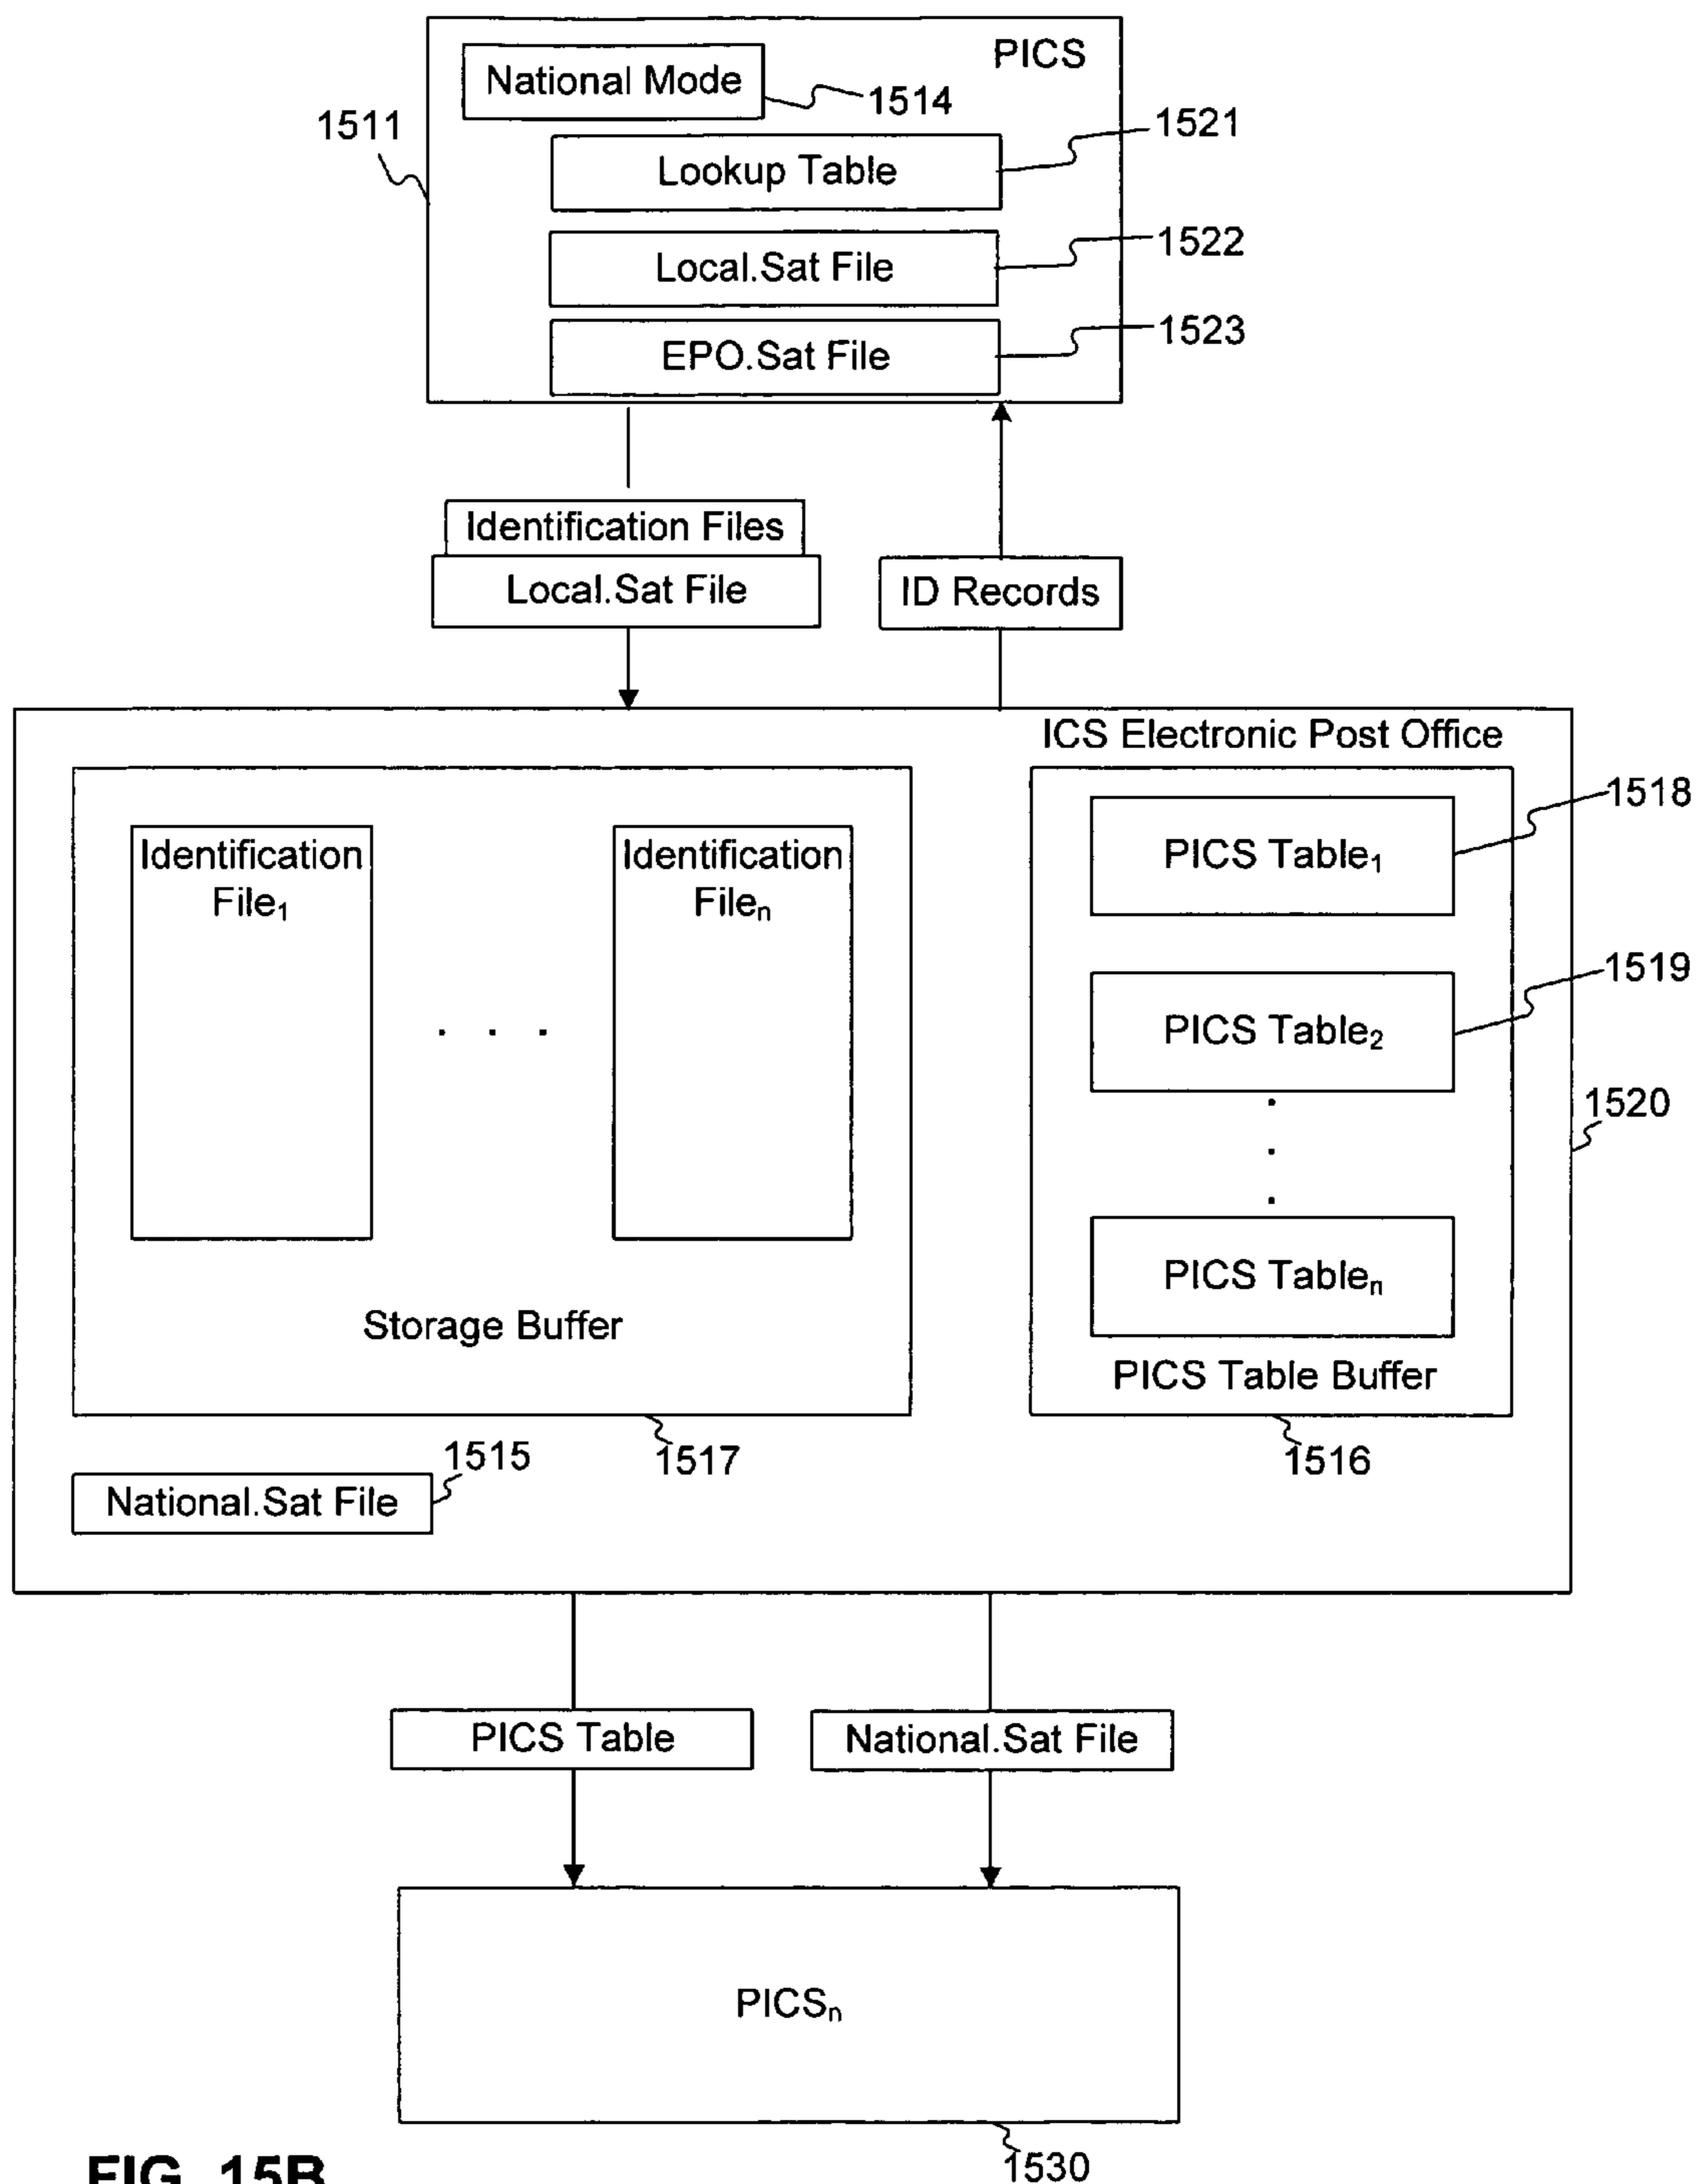 PICS
National Mode
1514
1511
1521
Lookup Table
1522
Local.Sat File
1523
EPO.Sat File
Identification Files
Local.Sat File
ID Records
ICS Electronic Post Office
Identification
File₁
Identification
Fileₙ
. . .
Storage Buffer
1517
PICS Table₁
1518
PICS Table₂
1519
.
.
.
1520
PICS Tableₙ
PICS Table Buffer
1516
1515
National.Sat File
PICS Table
National.Sat File
PICSₙ
1530
FIG. 15B